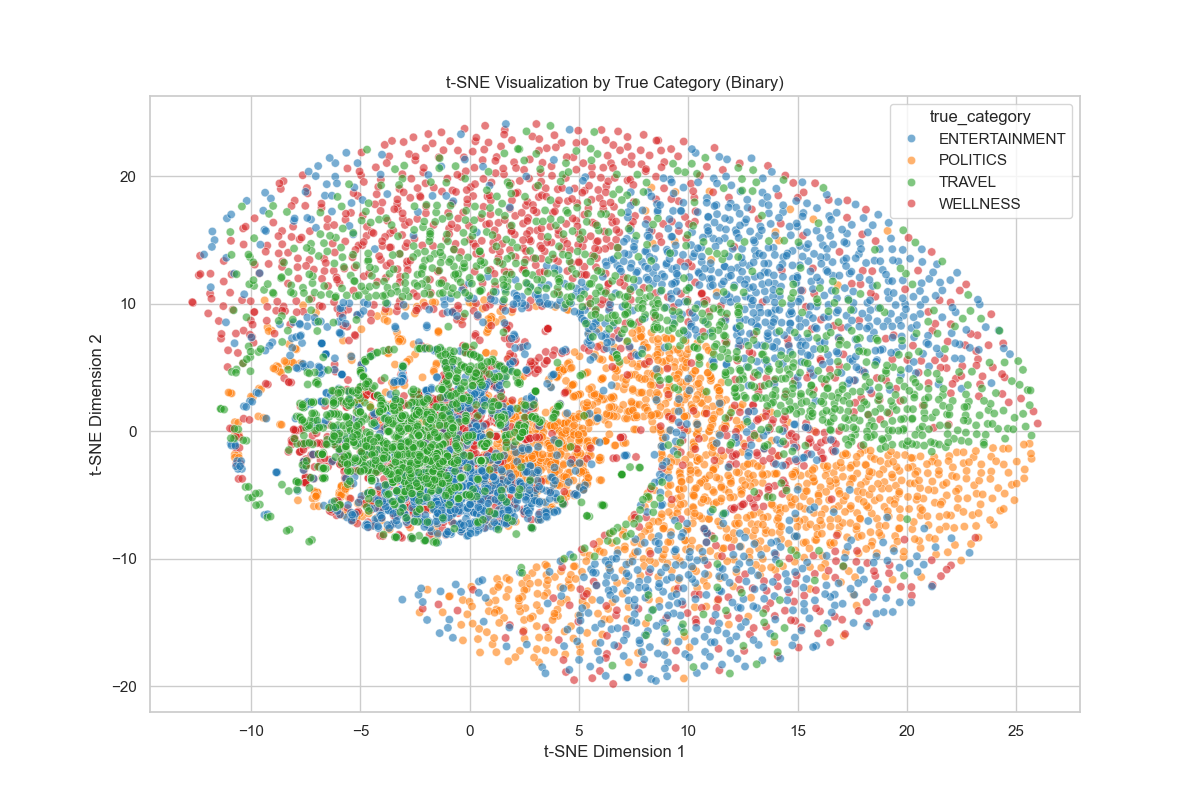 t-SNE Visualization by True Category (Binary)
true_category
ENTERTAINMENT
POLITICS
TRAVEL
WELLNESS
t-SNE Dimension 2
20
10
0
−10
−20
−10
−5
0
5
10
15
20
25
t-SNE Dimension 1